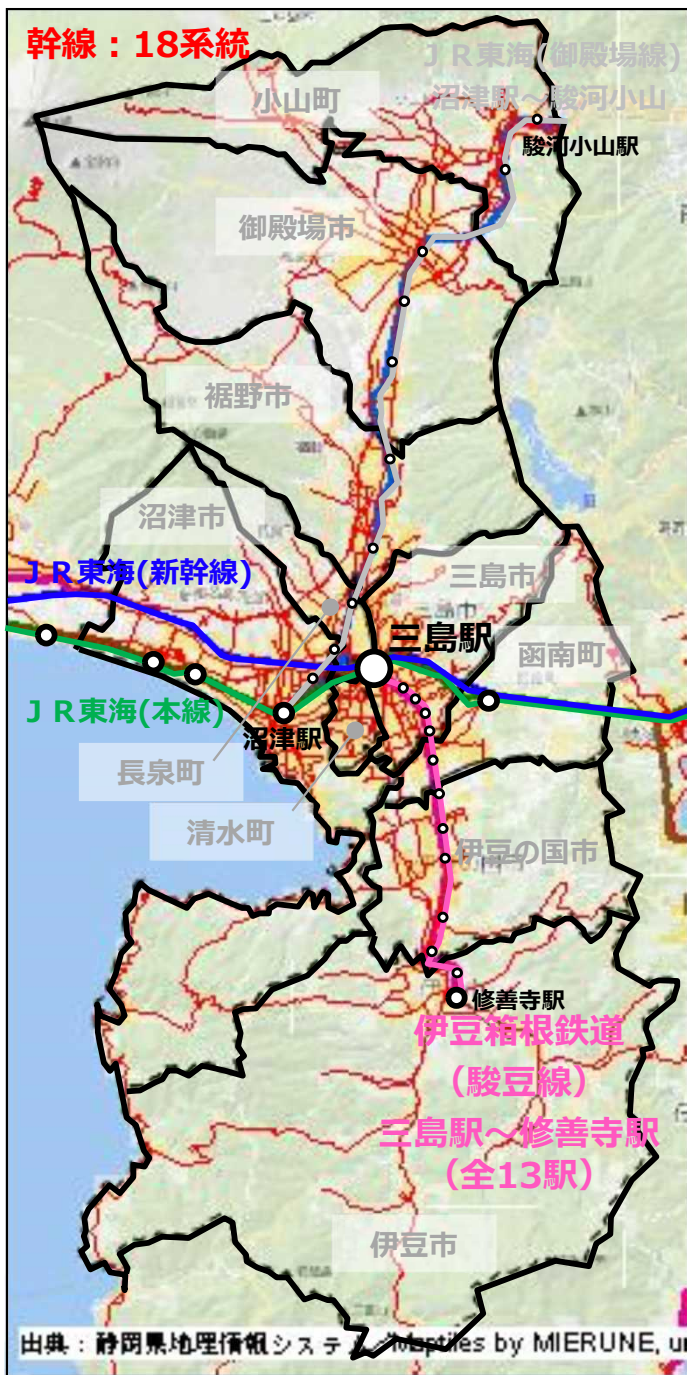 幹線：18系統
ＪＲ東海(御殿場線)
沼津駅～駿河小山
小山町
駿河小山駅
御殿場市
裾野市
沼津市
ＪＲ東海(新幹線)
三島市
三島駅
函南町
ＪＲ東海(本線)
沼津駅
長泉町
清水町
伊豆の国市
修善寺駅
伊豆箱根鉄道
（駿豆線）
三島駅～修善寺駅
（全13駅）
伊豆市
出典：静岡県地理情報システ
Maptiles by MIERUNE, u